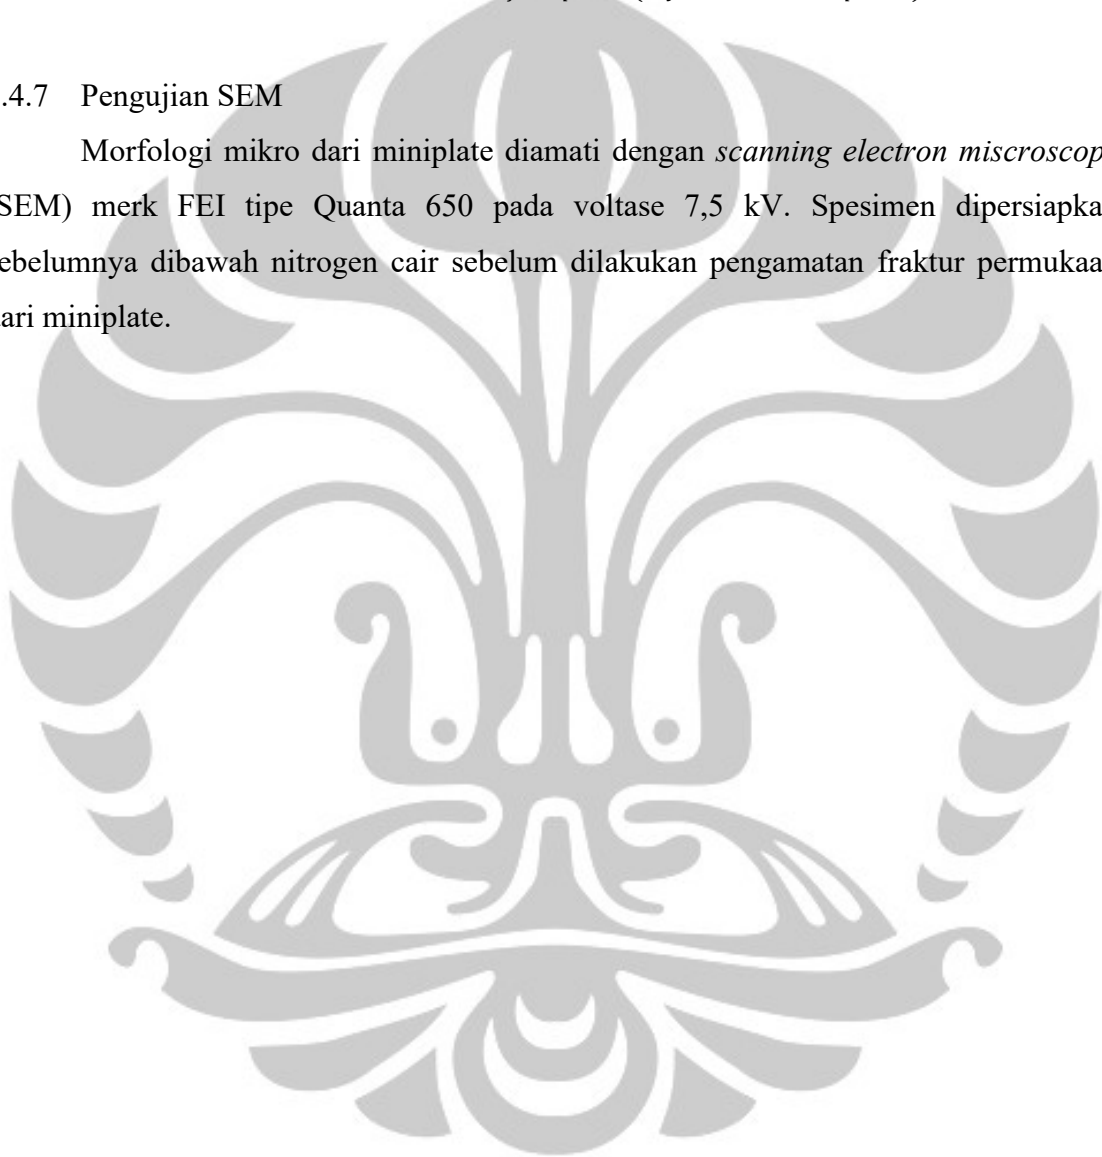 .4.7 Pengujian SEM
Morfologi mikro dari miniplate diamati dengan scanning electron miscroscop
SEM) merk FEI tipe Quanta 650 pada voltase 7,5 kV. Spesimen dipersiapka
ebelumnya dibawah nitrogen cair sebelum dilakukan pengamatan fraktur permukaa
ari miniplate.